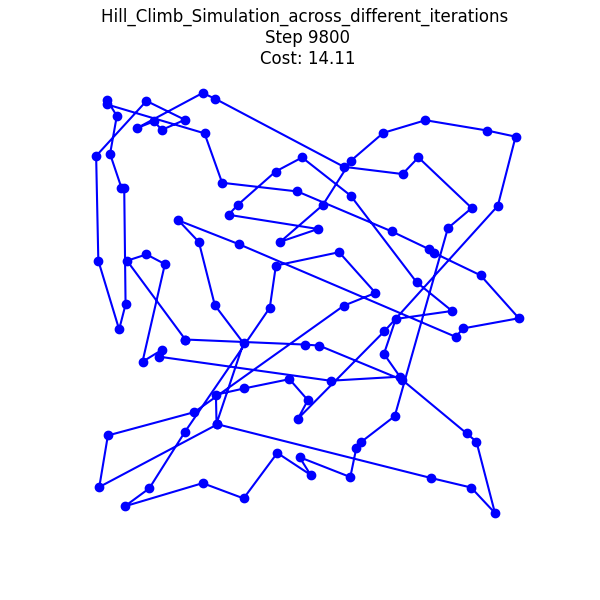 Hill_Climb_Simulation_across_different_iterations
Step 9800
Cost: 14.11